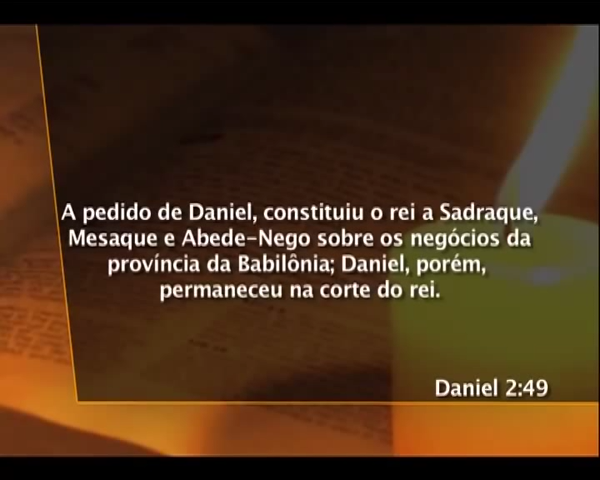 A pedido de Daniel, constituiu o rei a Sadraque,
Mesaque e Abede-Nego sobre os negócios da
província da Babilônia; Daniel, porém,
permaneceu na corte do rei.
Daniel 2:49